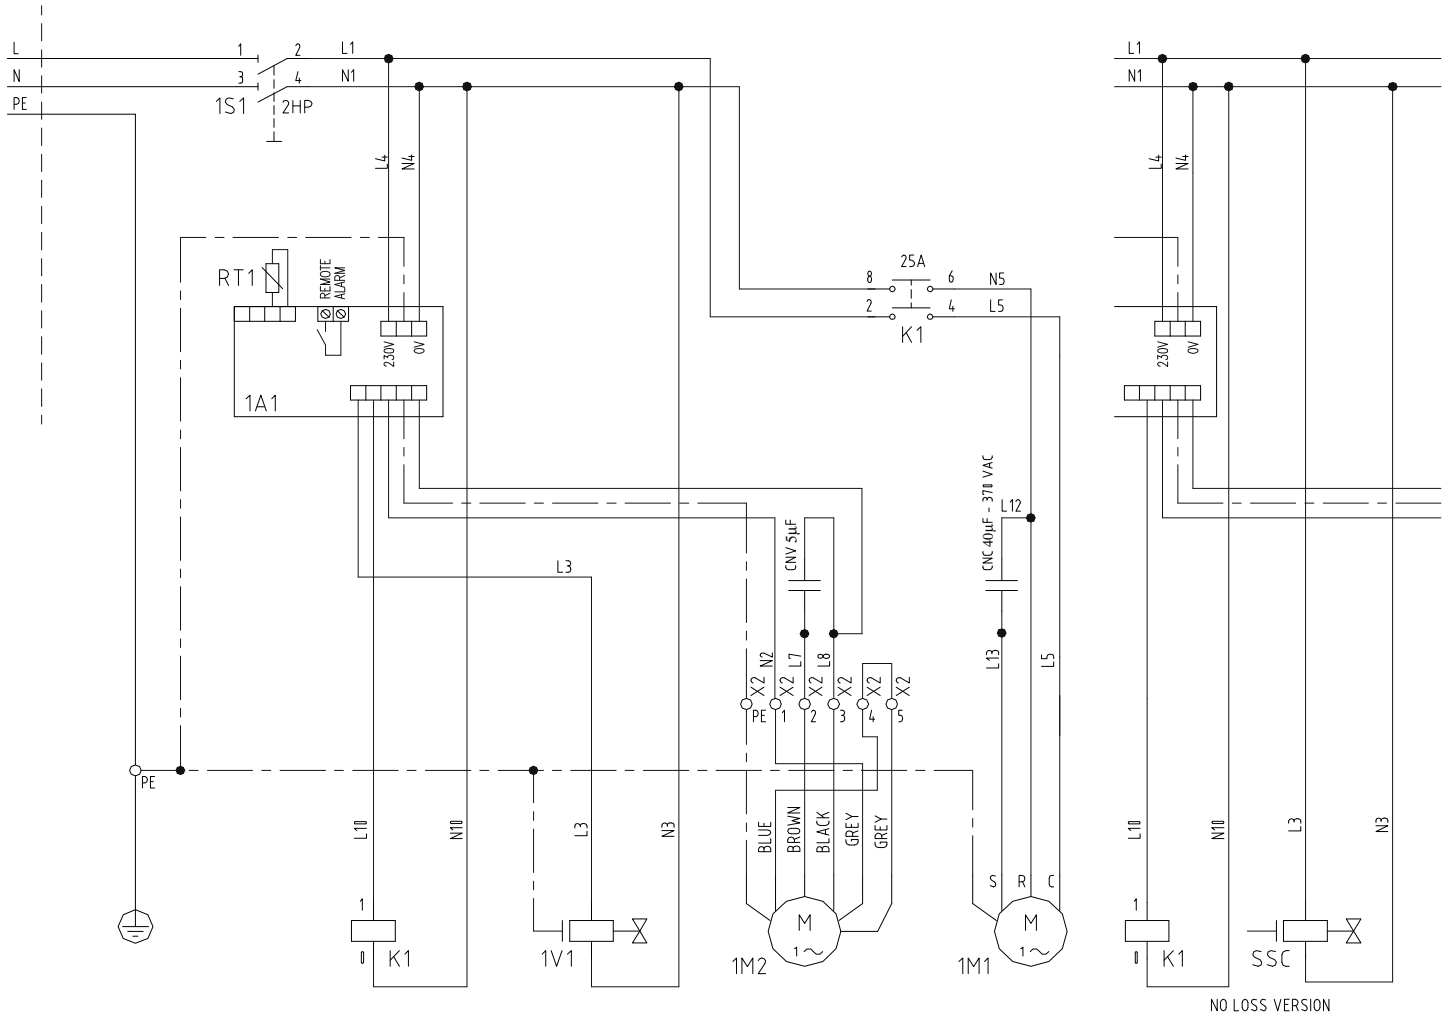 L 1 2 L1 L1
N 3 4 N1 N1
PE 1S1 2HP
L4 N4 L4 N4
RT1 REMOTE ALARM 25A
8 6 N5
2 4 L5
K1
230V 0V 230V 0V
1A1
CNV 5µF CNC 40µF - 370 VAC L12
L3
N2 L7 L8 L13 L5
X2 X2 X2 X2 X2 X2
PE 1 2 3 4 5
PE
L10 N10 L3 N3 BLUE BROWN BLACK GREY GREY L10 N10 L3 N3
S R C
1 M M 1
0 K1 1V1 1~ 1~ 0 K1 SSC
1M2 1M1
NO LOSS VERSION